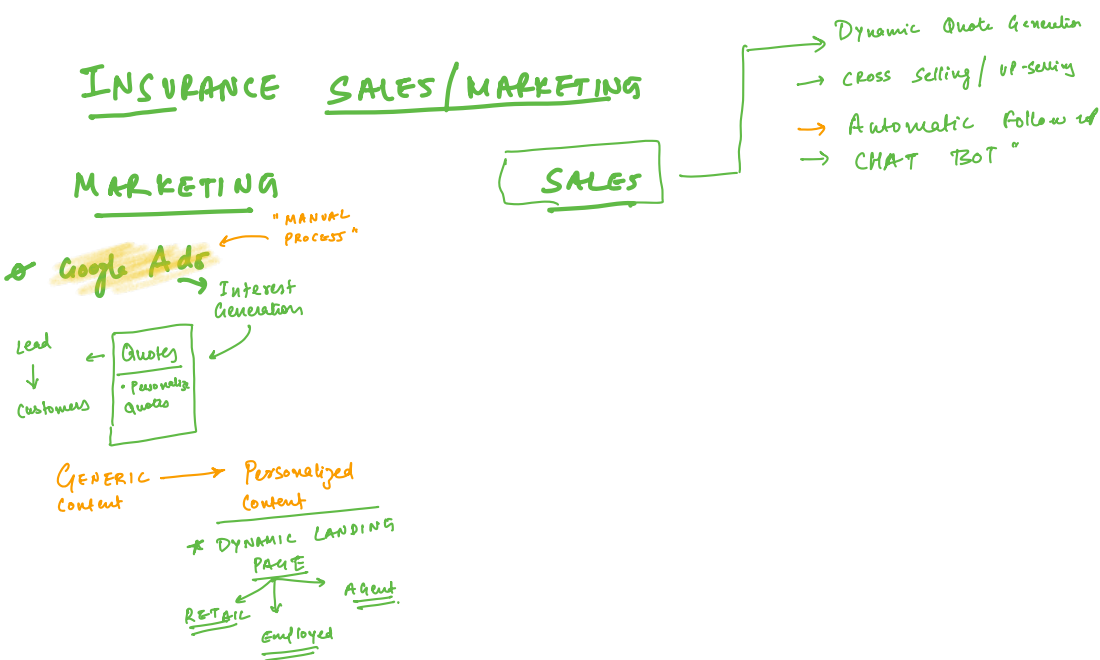 INSURANCE SALES/MARKETING
MARKETING
"MANUAL
PROCESS"
Google Ads
Interest
Generation
Lead
Customers
Quotes
• Personalize
Quotes
GENERIC
Content
Personalized
Content
* DYNAMIC LANDING
PAGE
RETAIL
Employed
AGENT
SALES
Dynamic Quote Generation
CROSS Selling/ UP-selling
Automatic Follow up
CHAT BOT "